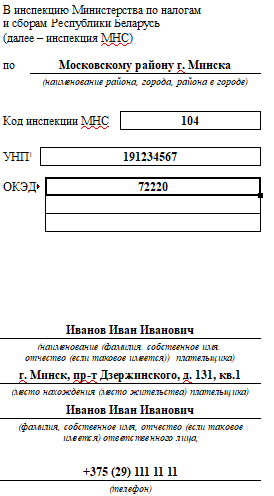 В инспекцию Министерства по налогам
и сборам Республики Беларусь
(далее – инспекция МНС)
по Московскому району г. Минска
(наименование района, города, района в городе)
Код инспекции МНС 104
УНП¹ 191234567
ОКЭД 72220
Иванов Иван Иванович
(наименование (фамилия, собственное имя,
отчество (если таковое имеется)) плательщика)
г. Минск, пр-т Дзержинского, д. 131, кв.1
(место нахождения (место жительства) плательщика)
Иванов Иван Иванович
(фамилия, собственное имя, отчество (если таковое
имеется) ответственного лица,
+375 (29) 111 11 11
(телефон)